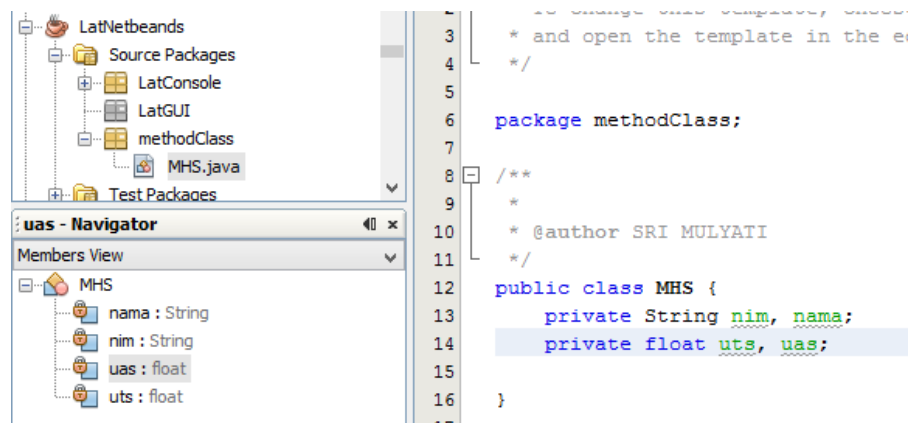 LatNetbeands
Source Packages
LatConsole
LatGUI
methodClass
MHS.java
Test Packages
uas - Navigator
Members View
MHS
nama : String
nim : String
uas : float
uts : float
3 * and open the template in the
4 */
5
6 package methodClass;
7
8 /**
9 *
10 * @author SRI MULYATI
11 */
12 public class MHS {
13 private String nim, nama;
14 private float uts, uas;
15
16 }